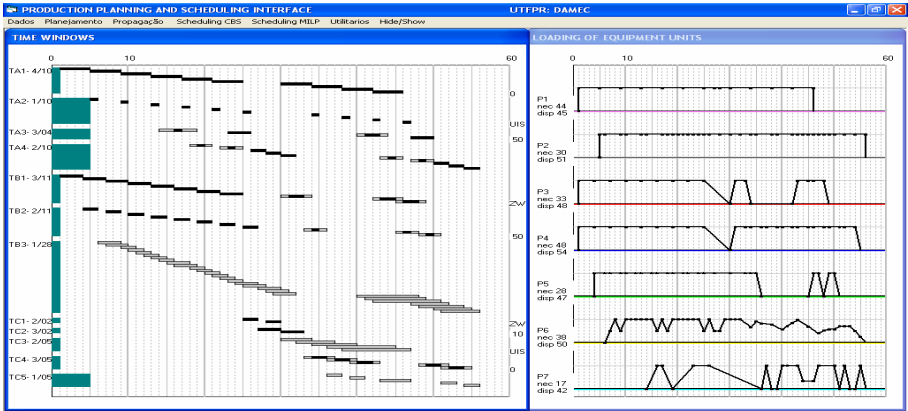 PRODUCTION PLANNING AND SCHEDULING INTERFACE UTFPR: DAMEC
Dados Planejamento Propagação Scheduling CBS Scheduling MILP Utilitarios Hide/Show
TIME WINDOWS
0 10 60
TA1- 4/10
0
TA2- 1/10
UIS
TA3- 3/04
50
TA4- 2/10
TB1- 3/11
ZW
TB2- 2/11
50
TB3- 1/28
TC1- 2/02
ZW
TC2- 3/02
10
TC3- 2/05
UIS
TC4- 3/05
0
TC5- 1/05
LOADING OF EQUIPMENT UNITS
0 10 60
P1
nec 44
disp 45
P2
nec 30
disp 51
P3
nec 33
disp 48
P4
nec 48
disp 54
P5
nec 28
disp 47
P6
nec 38
disp 50
P7
nec 17
disp 42